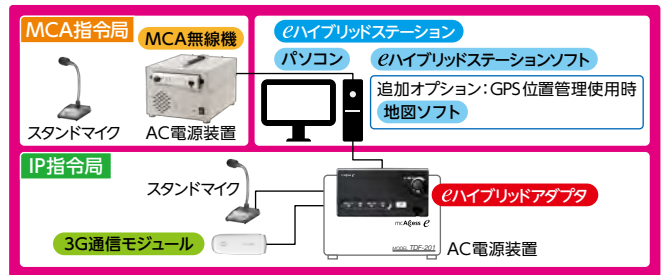 MCA指令局
MCA無線機
スタンドマイク
AC電源装置
eハイブリッドステーション
パソコン
eハイブリッドステーションソフト
追加オプション：GPS位置管理使用時
地図ソフト
IP指令局
スタンドマイク
3G通信モジュール
eハイブリッドアダプタ
mcAccess e
MODEL TDF-201
AC電源装置